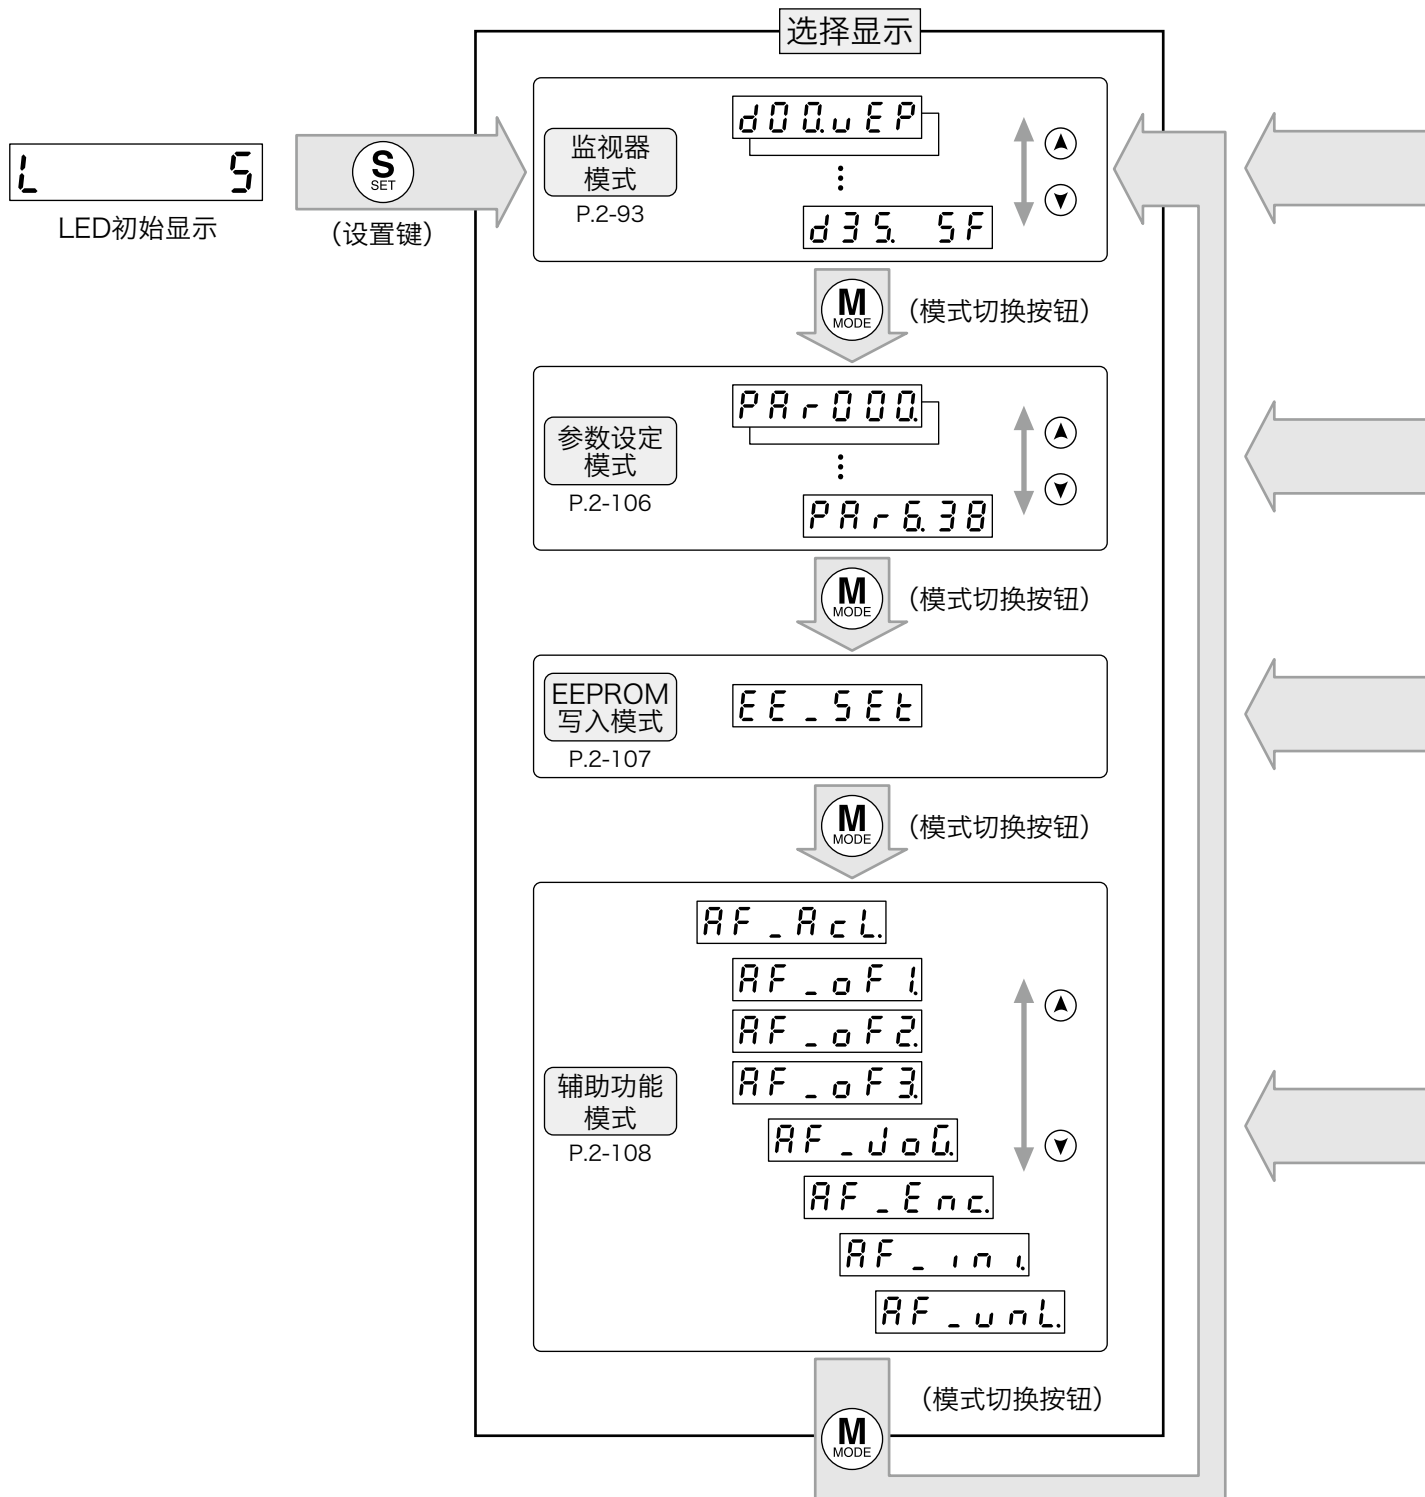 选择显示
d00.uEP
监视器
模式
P.2-93
d35. SF
L 5
LED初始显示
S
SET
（设置键）
M
MODE
（模式切换按钮）
PAr000.
参数设定
模式
P.2-106
PAr6.38
M
MODE
（模式切换按钮）
EEPROM
写入模式
P.2-107
EE_SEt
M
MODE
（模式切换按钮）
AF_AcL.
AF_oF1.
AF_oF2.
AF_oF3.
辅助功能
模式
P.2-108
AF_JoG.
AF_Enc.
AF_ini.
AF_unL.
（模式切换按钮）
M
MODE